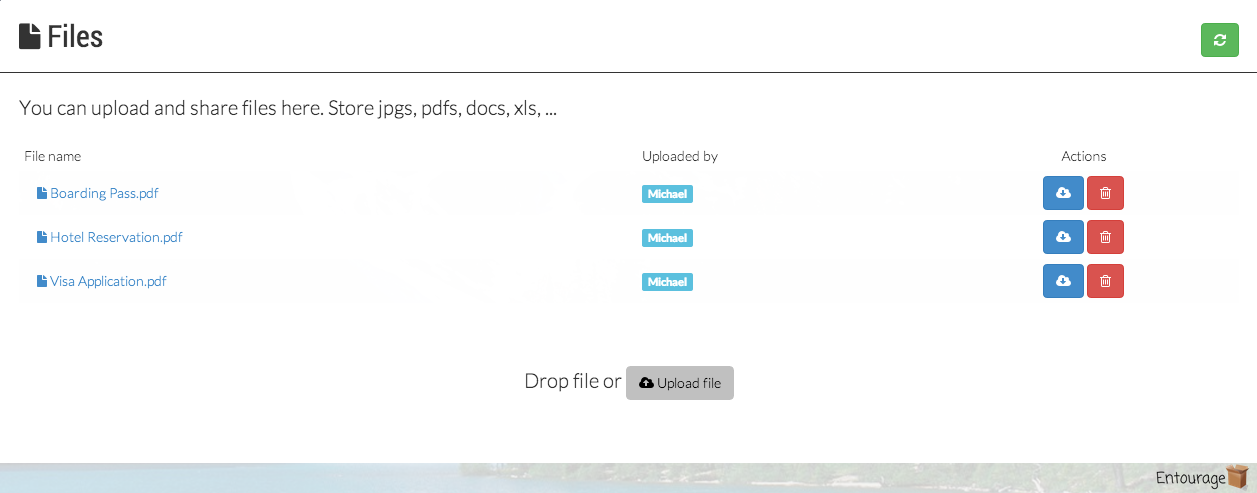 Files
You can upload and share files here. Store jpgs, pdfs, docs, xls, ...
File name Uploaded by Actions
Boarding Pass.pdf Michael
Hotel Reservation.pdf Michael
Visa Application.pdf Michael
Drop file or Upload file
Entourage